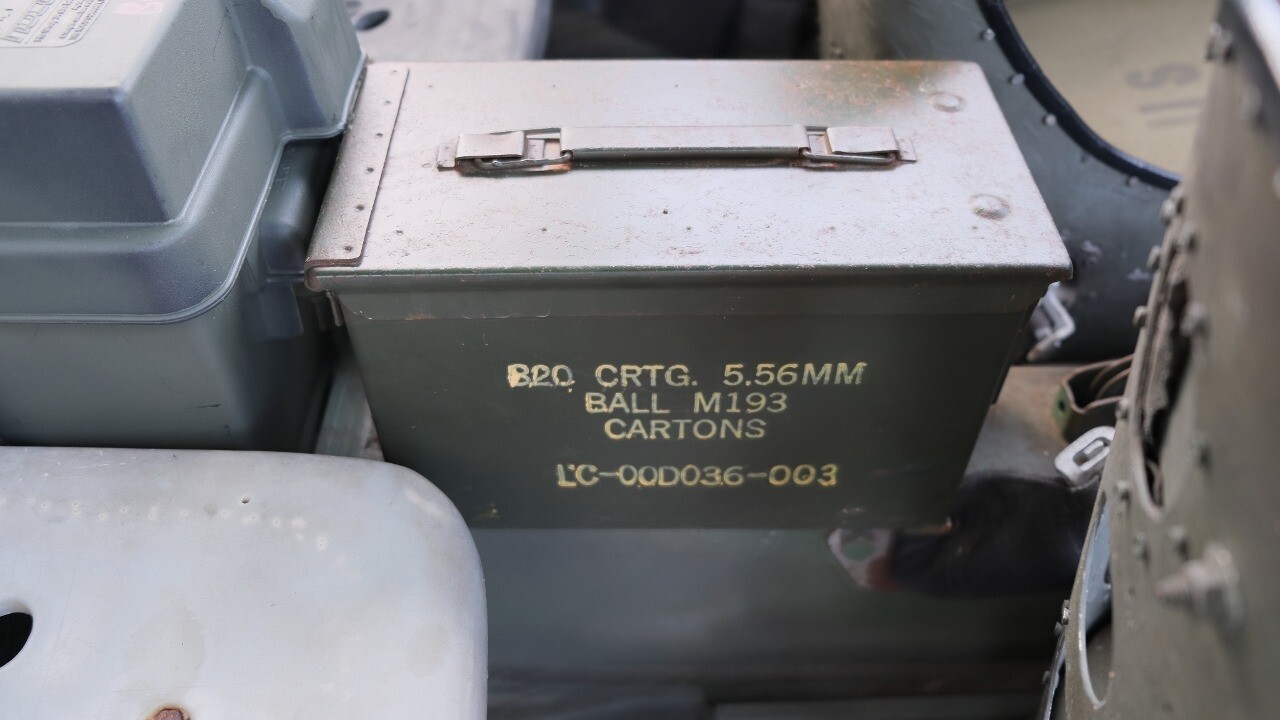 820 CRTG. 5.56MM
BALL M193
CARTONS
LC-00D036-003